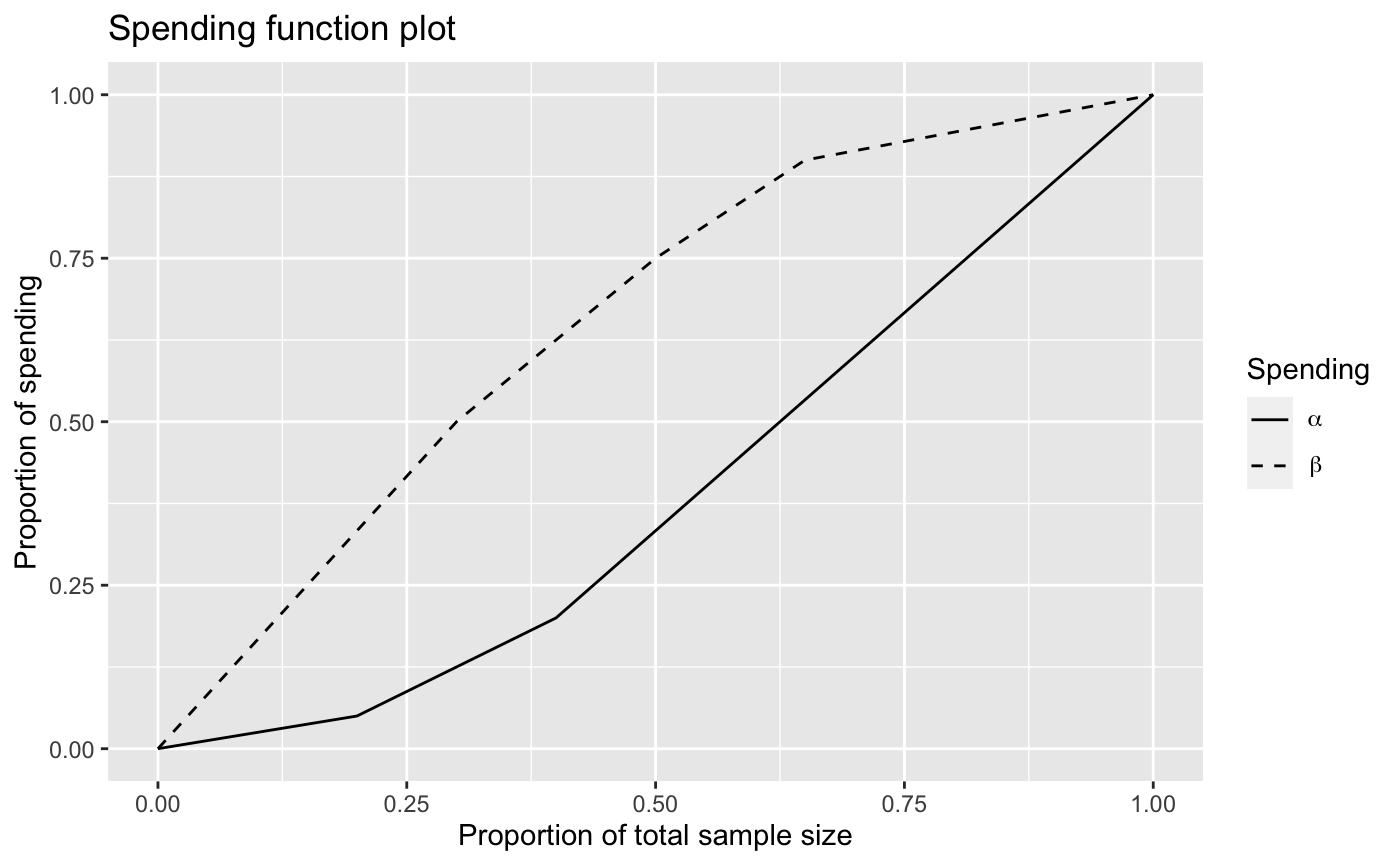 Spending function plot
1.00
0.75
0.50
0.25
0.00
Proportion of spending
0.00 0.25 0.50 0.75 1.00
Proportion of total sample size
Spending
α
β